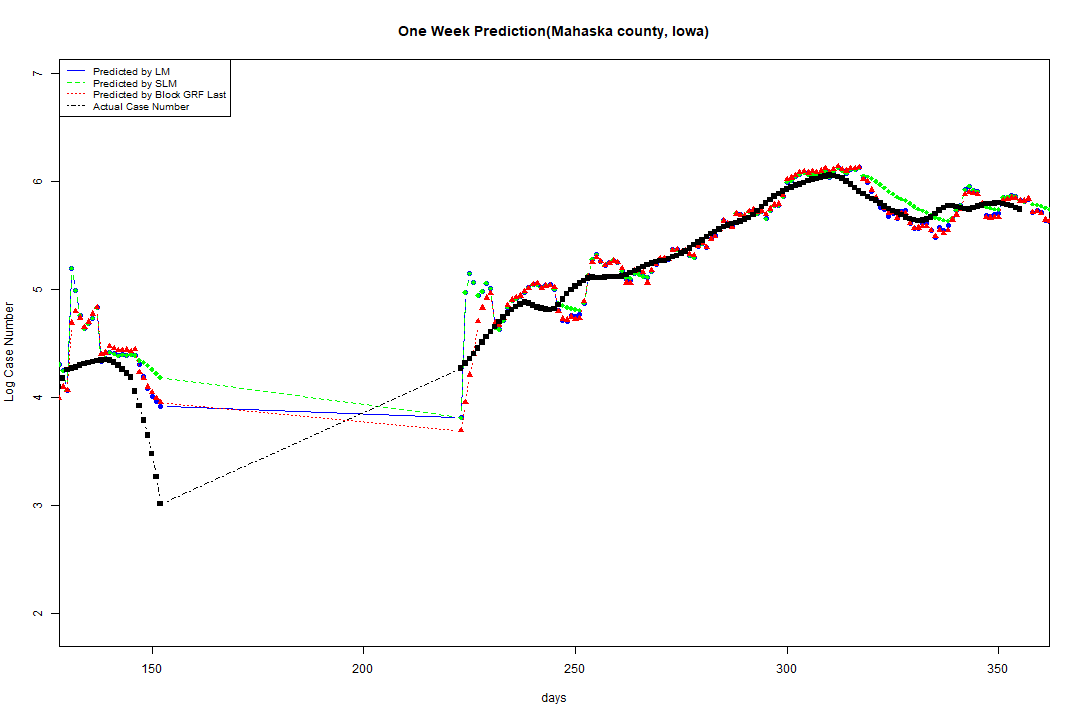 One Week Prediction(Mahaska county, Iowa)
Predicted by LM
Predicted by SLM
Predicted by Block GRF Last
Actual Case Number
7
6
5
4
3
2
Log Case Number
150 200 250 300 350
days